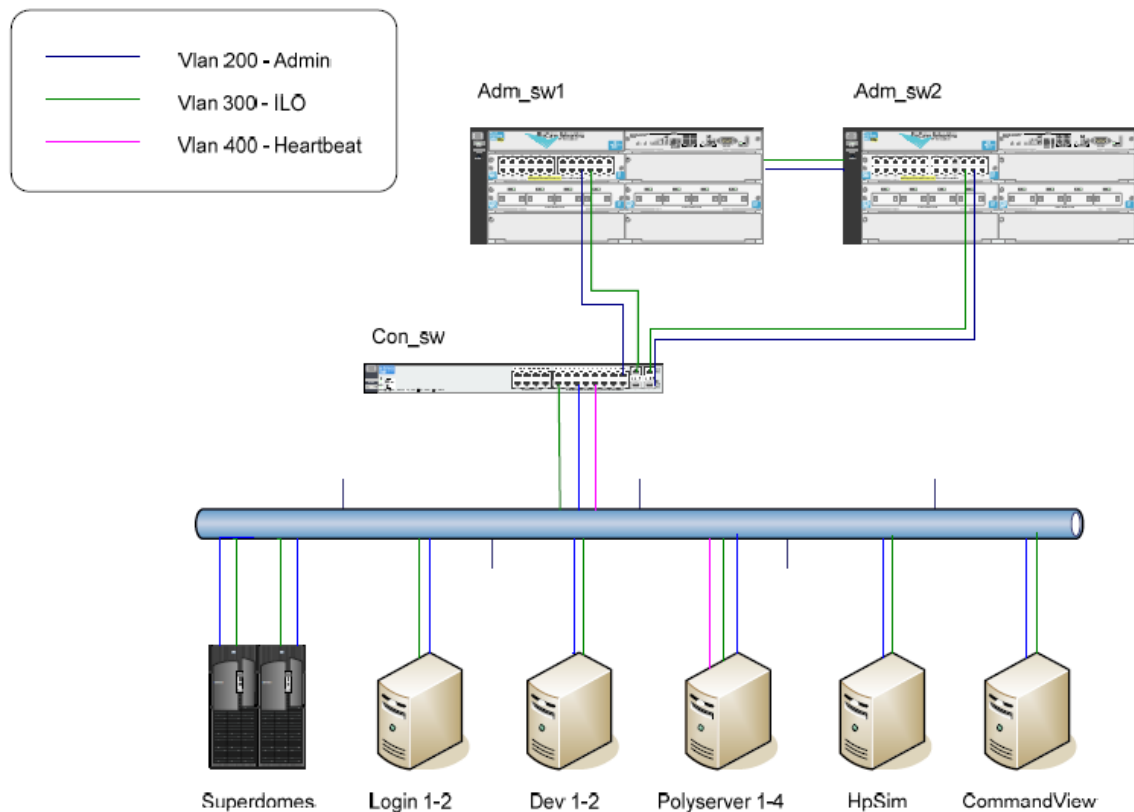 Vlan 200 - Admin
Vlan 300 - ILO
Vlan 400 - Heartbeat
Adm_sw1
Adm_sw2
Con_sw
Superdomes
Login 1-2
Dev 1-2
Polyserver 1-4
HpSim
CommandView